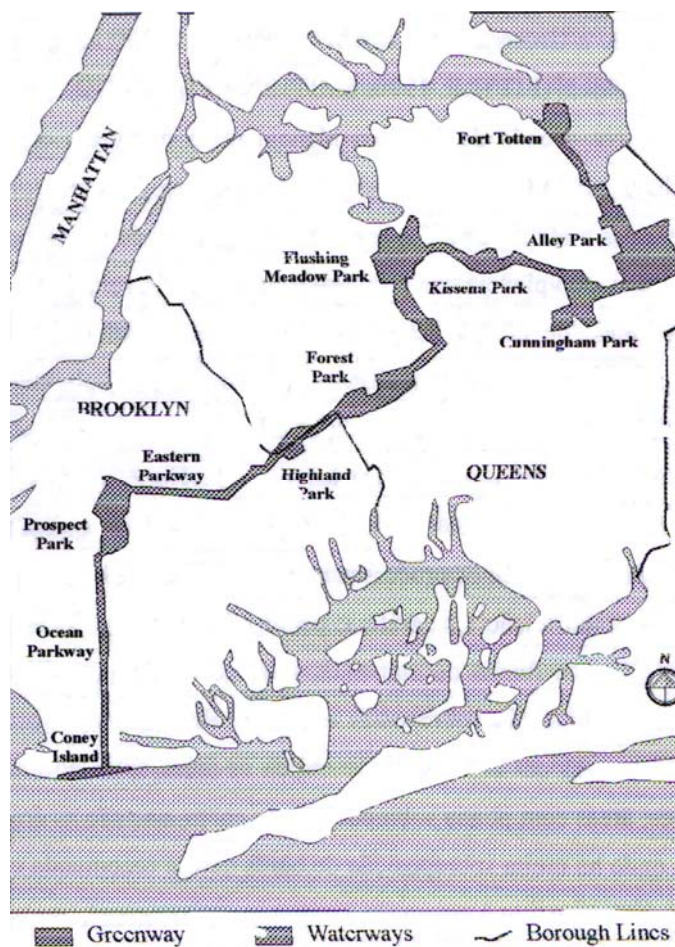 MANHATTAN
Fort Totten
Alley Park
Flushing
Meadow Park
Kissena Park
Cunningham Park
Forest
Park
BROOKLYN
Eastern
Parkway
Highland
Park
QUEENS
Prospect
Park
Ocean
Parkway
N
Coney
Island
Greenway
Waterways
Borough Lines